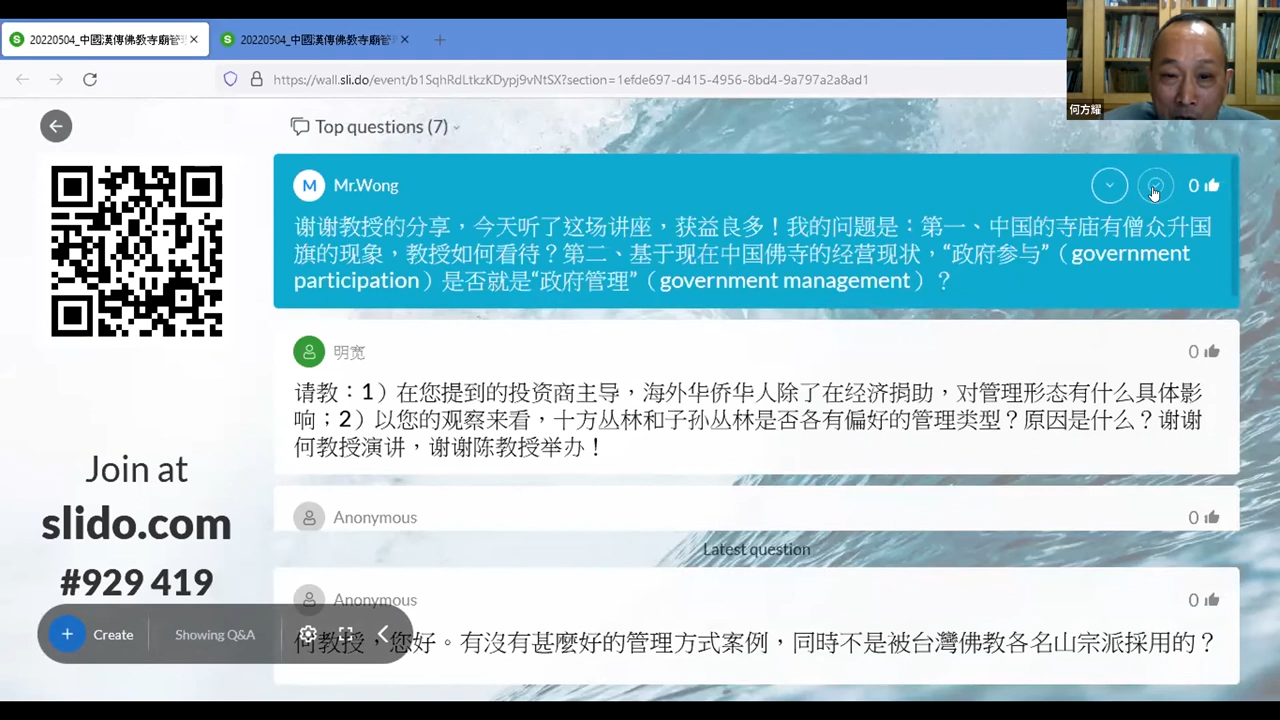 20220504_中國漢傳佛教寺廟管理
20220504_中國漢傳佛教寺廟管理
https://wall.sli.do/event/b1SqhRdLtkzKDypj9vNtSX?section=1efde697-d415-4956-8bd4-9a797a2a8ad1
何方耀
Top questions (7)
M
Mr.Wong
0
谢谢教授的分享，今天听了这场讲座，获益良多！我的问题是：第一、中国的寺庙有僧众升国
旗的现象，教授如何看待？第二、基于现在中国佛寺的经营现状，“政府参与”（government
participation）是否就是“政府管理”（government management）？
明宽
0
请教：1）在您提到的投资商主导，海外华侨华人除了在经济捐助，对管理形态有什么具体影
响；2）以您的观察来看，十方丛林和子孙丛林是否各有偏好的管理类型？原因是什么？谢谢
何教授演讲，谢谢陈教授举办！
Anonymous
0
Latest question
Anonymous
0
何教授，您好。有沒有甚麼好的管理方式案例，同時不是被台灣佛教各名山宗派採用的？
Join at
slido.com
#929 419
Create
Showing Q&A